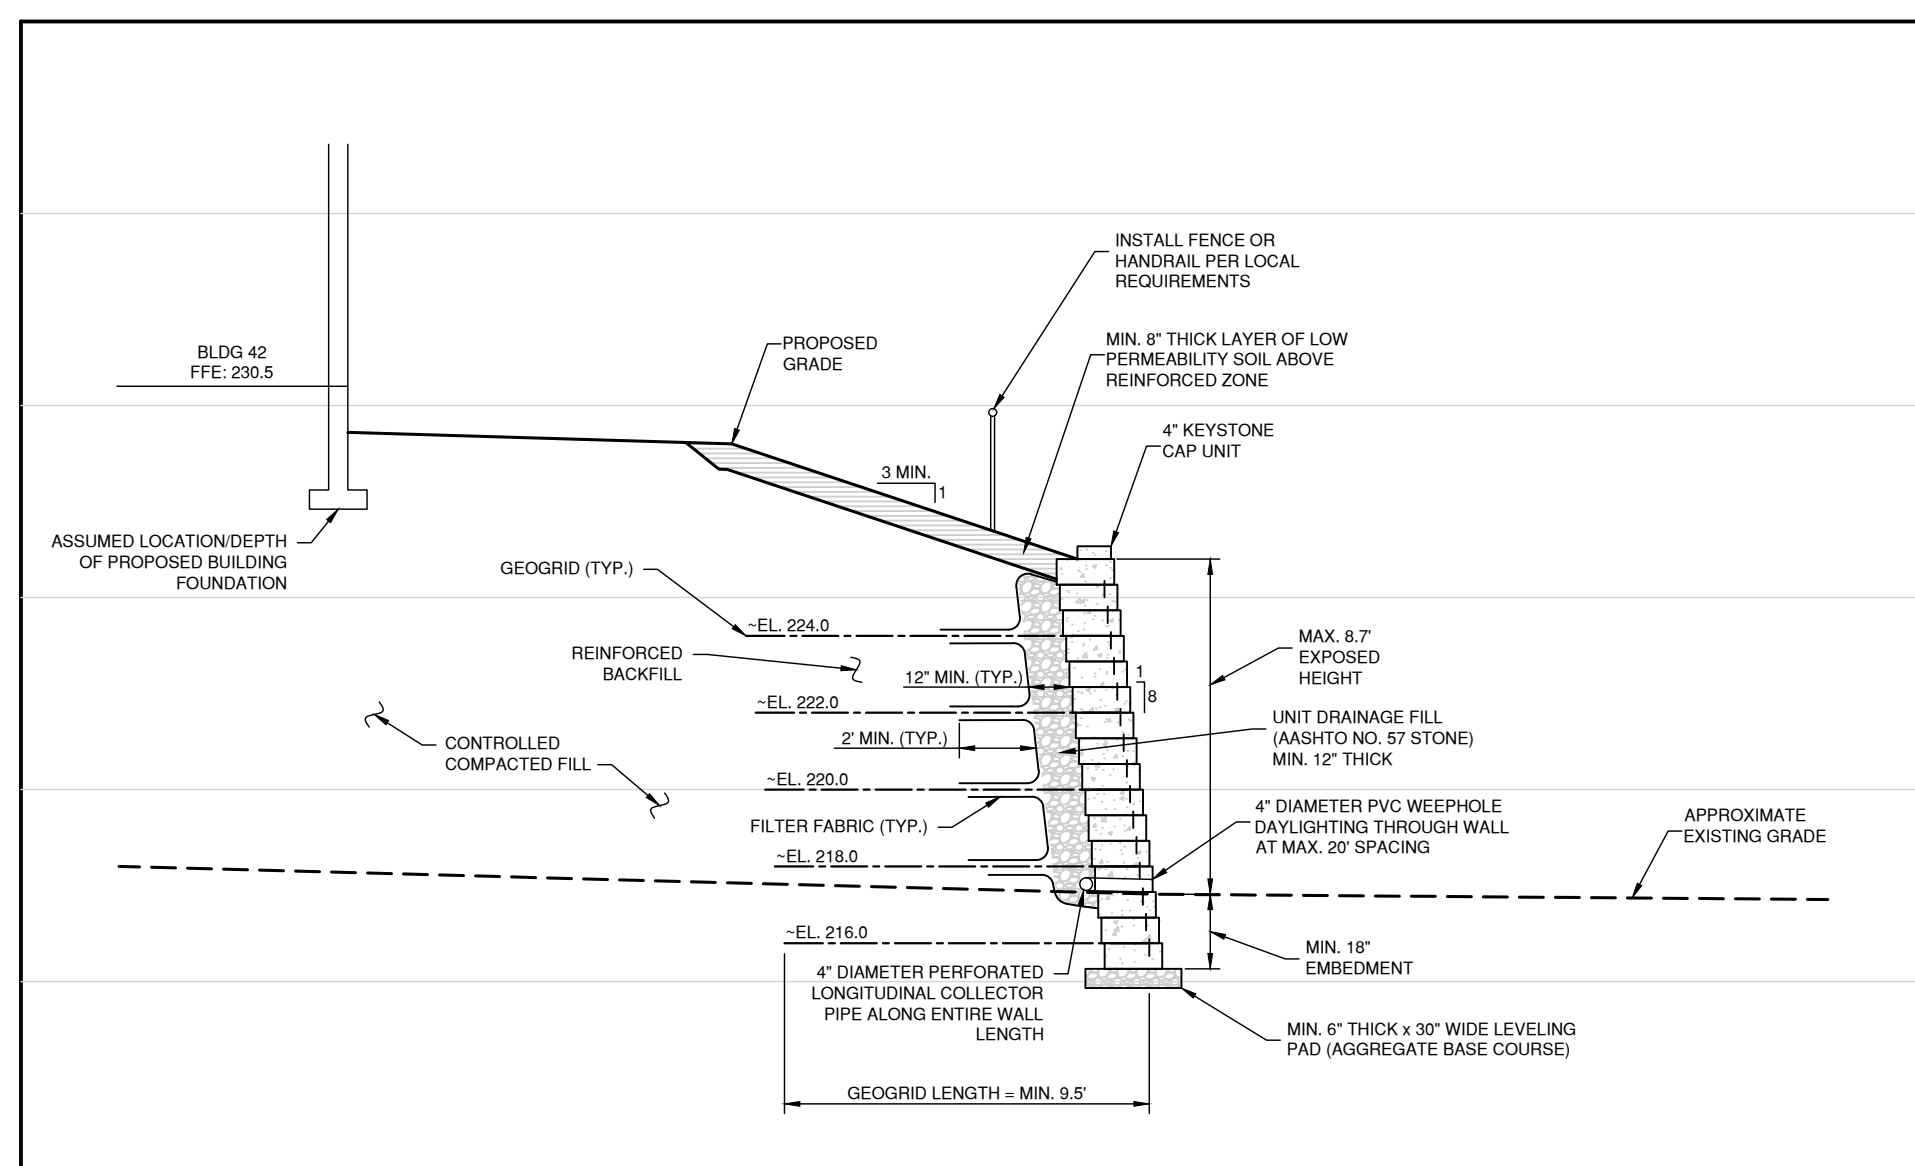 INSTALL FENCE OR
HANDRAIL PER LOCAL
REQUIREMENTS
BLDG 42
FFE: 230.5
PROPOSED
GRADE
MIN. 8" THICK LAYER OF LOW
PERMEABILITY SOIL ABOVE
REINFORCED ZONE
4" KEYSTONE
CAP UNIT
3 MIN.
1
ASSUMED LOCATION/DEPTH
OF PROPOSED BUILDING
FOUNDATION
GEOGRID (TYP.)
~EL. 224.0
REINFORCED
BACKFILL
12" MIN. (TYP.)
1
8
MAX. 8.7'
EXPOSED
HEIGHT
~EL. 222.0
UNIT DRAINAGE FILL
(AASHTO NO. 57 STONE)
MIN. 12" THICK
2' MIN. (TYP.)
CONTROLLED
COMPACTED FILL
~EL. 220.0
4" DIAMETER PVC WEEPHOLE
DAYLIGHTING THROUGH WALL
AT MAX. 20' SPACING
APPROXIMATE
EXISTING GRADE
FILTER FABRIC (TYP.)
~EL. 218.0
~EL. 216.0
MIN. 18"
EMBEDMENT
4" DIAMETER PERFORATED
LONGITUDINAL COLLECTOR
PIPE ALONG ENTIRE WALL
LENGTH
MIN. 6" THICK x 30" WIDE LEVELING
PAD (AGGREGATE BASE COURSE)
GEOGRID LENGTH = MIN. 9.5'